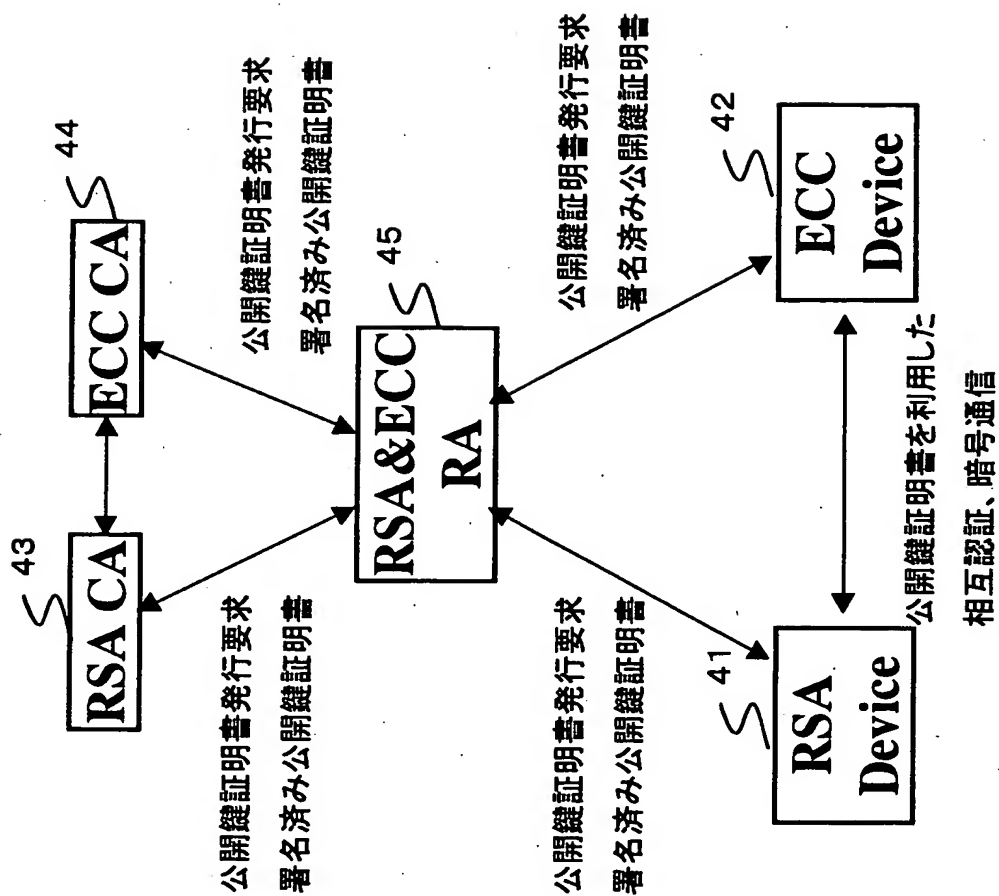 43
RSA CA
44
ECC CA
公開鍵証明書発行要求
署名済み公開鍵証明書
公開鍵証明書発行要求
署名済み公開鍵証明書
45
RSA&ECC
RA
公開鍵証明書発行要求
署名済み公開鍵証明書
公開鍵証明書発行要求
署名済み公開鍵証明書
41
RSA
Device
42
ECC
Device
公開鍵証明書を利用した
相互認証、暗号通信